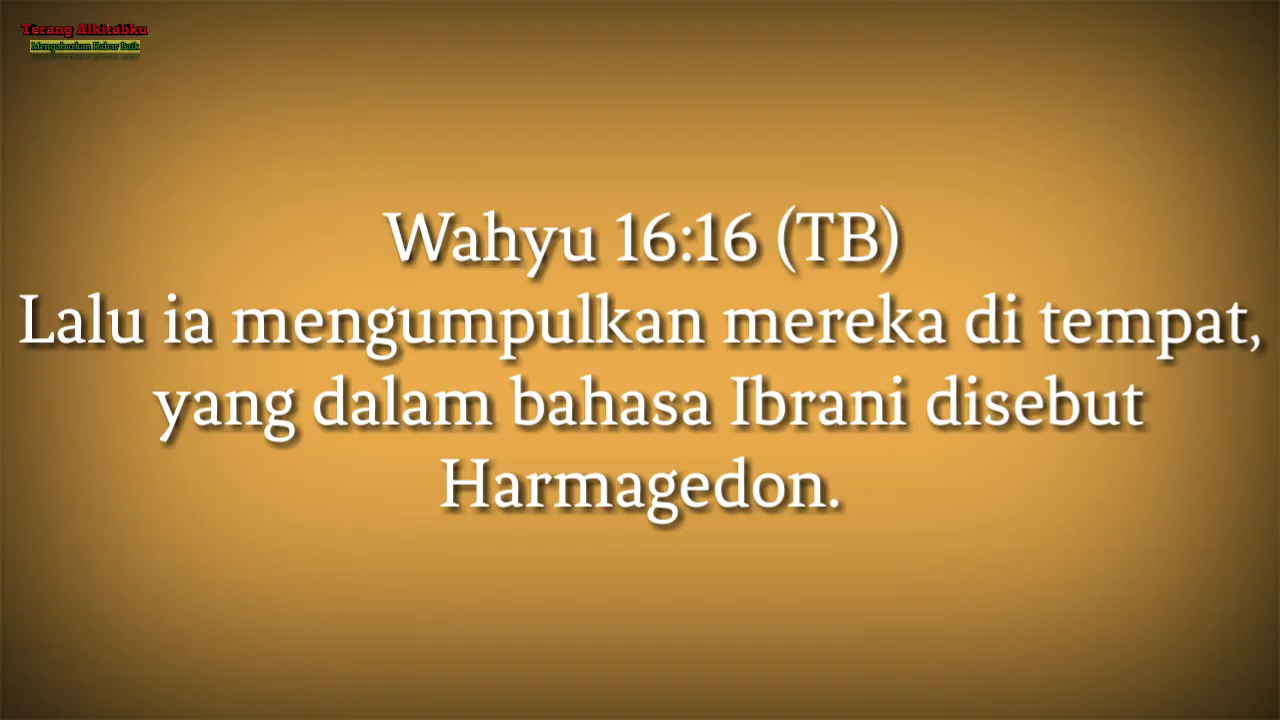 Terang Alkitabku
Mengabarkan Kabar Baik
Wahyu 16:16 (TB)
Lalu ia mengumpulkan mereka di tempat,
yang dalam bahasa Ibrani disebut
Harmagedon.